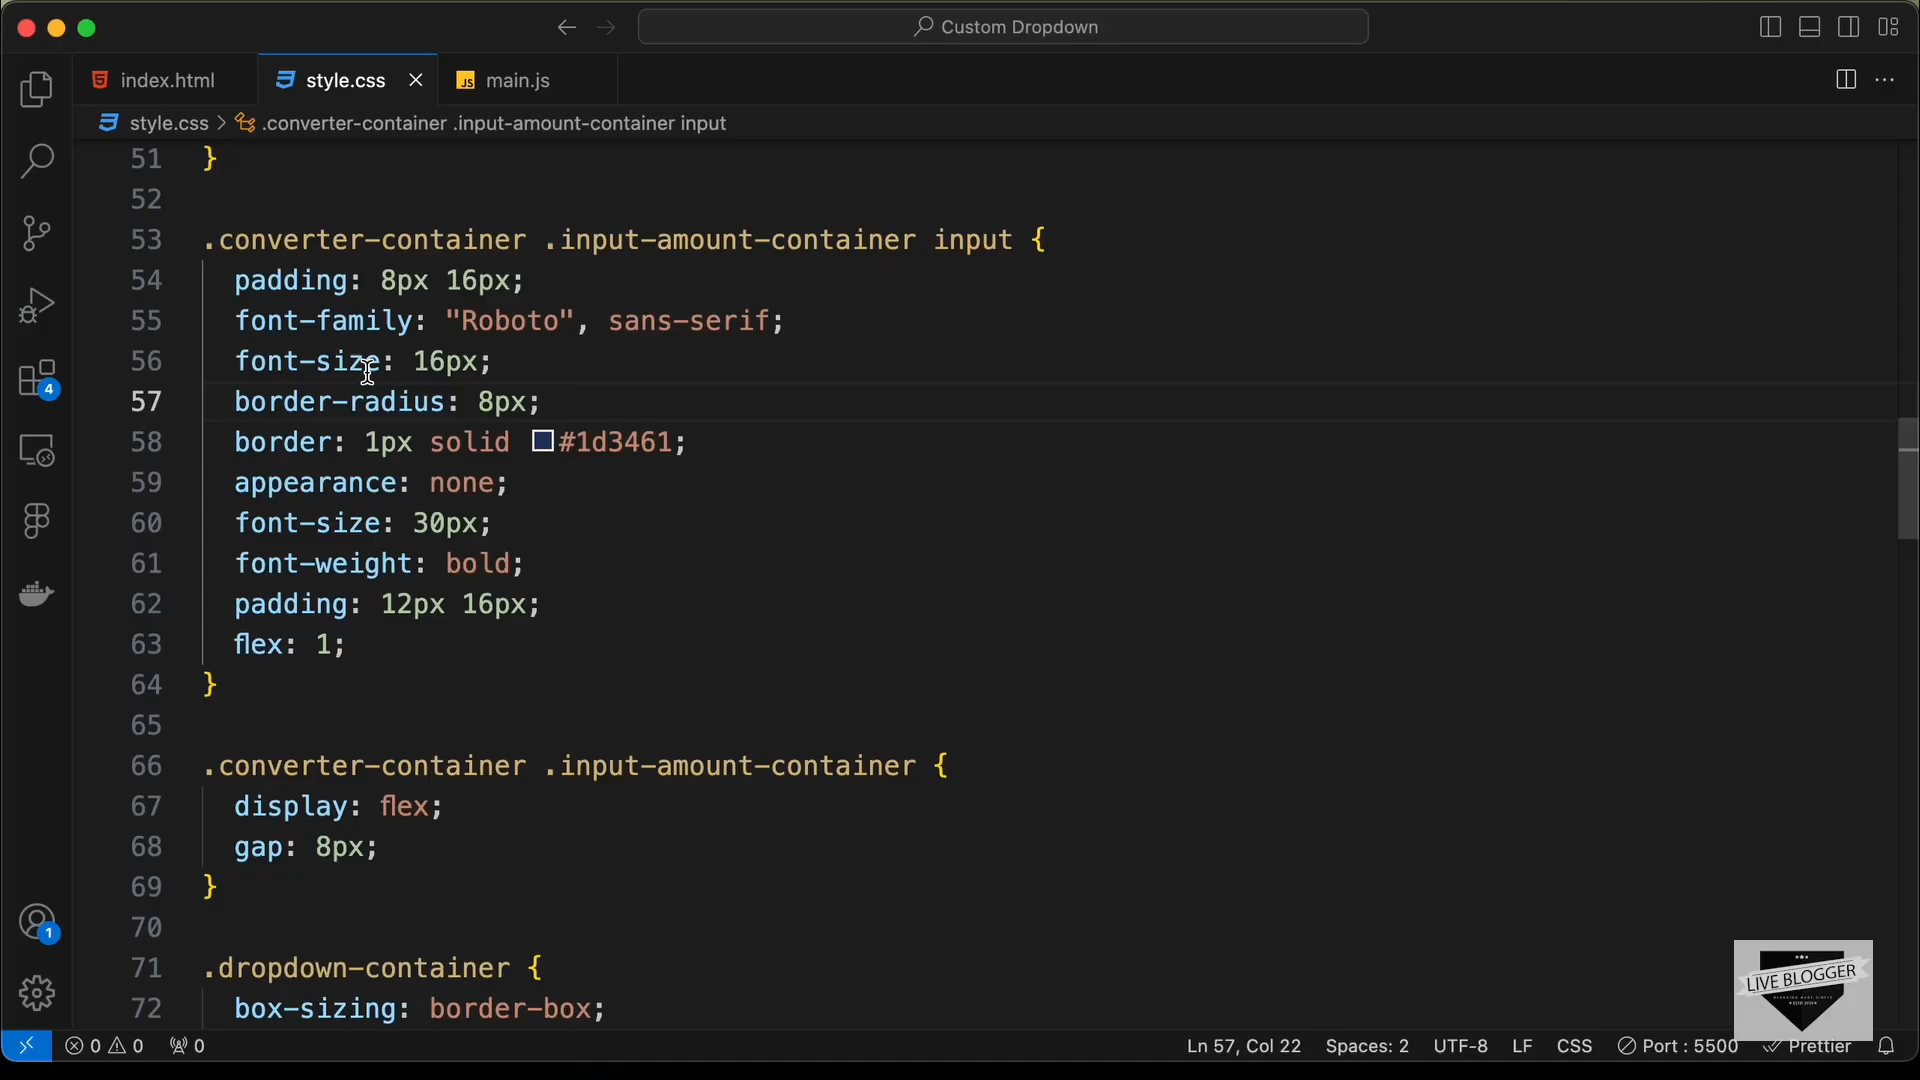 Custom Dropdown
index.html
style.css
JS main.js
style.css > .converter-container .input-amount-container input
51 }
52
53 .converter-container .input-amount-container input {
54 padding: 8px 16px;
55 font-family: "Roboto", sans-serif;
56 font-size: 16px;
57 border-radius: 8px;
58 border: 1px solid #1d3461;
59 appearance: none;
60 font-size: 30px;
61 font-weight: bold;
62 padding: 12px 16px;
63 flex: 1;
64 }
65
66 .converter-container .input-amount-container {
67 display: flex;
68 gap: 8px;
69 }
70
71 .dropdown-container {
72 box-sizing: border-box;
4
1
LIVE BLOGGER
0 0 0
Ln 57, Col 22 Spaces: 2 UTF-8 LF CSS Port : 5500 Prettier